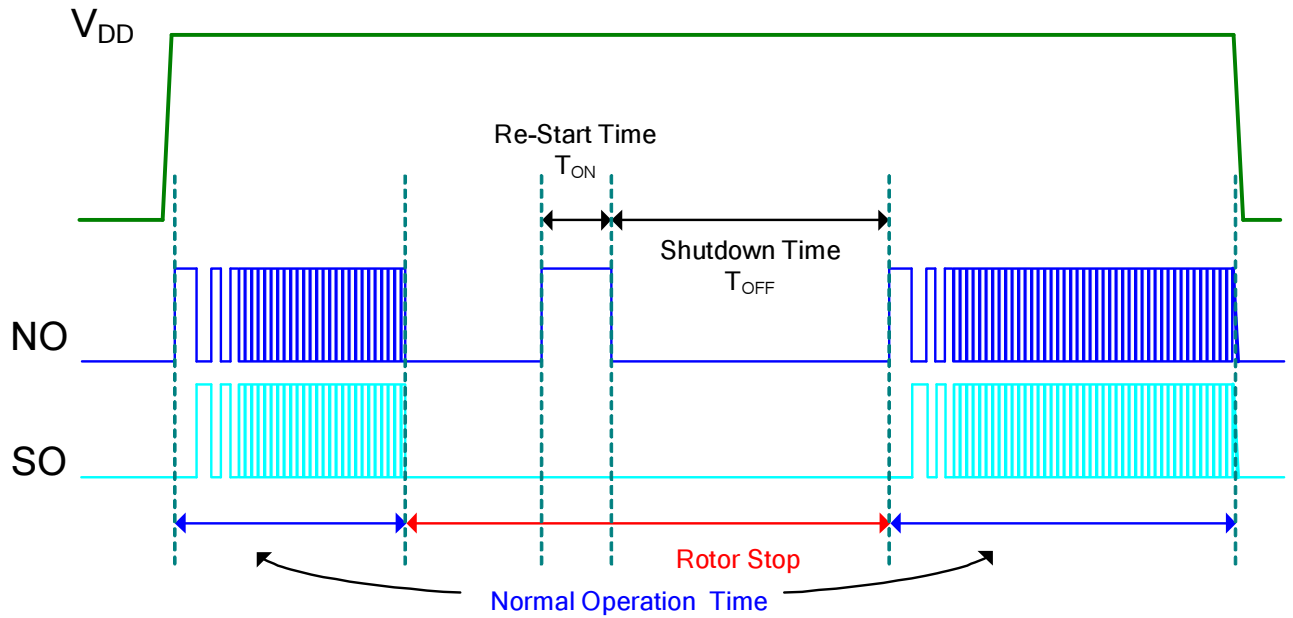 VDD
Re-Start Time
TON
Shutdown Time
TOFF
NO
SO
Rotor Stop
Normal Operation Time